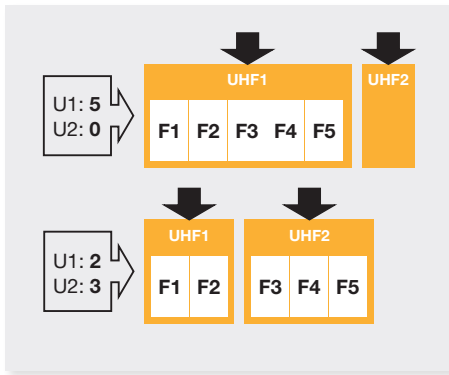 UHF1 UHF2
U1: 5
U2: 0
F1 F2 F3 F4 F5
UHF1 UHF2
U1: 2
U2: 3
F1 F2 F3 F4 F5